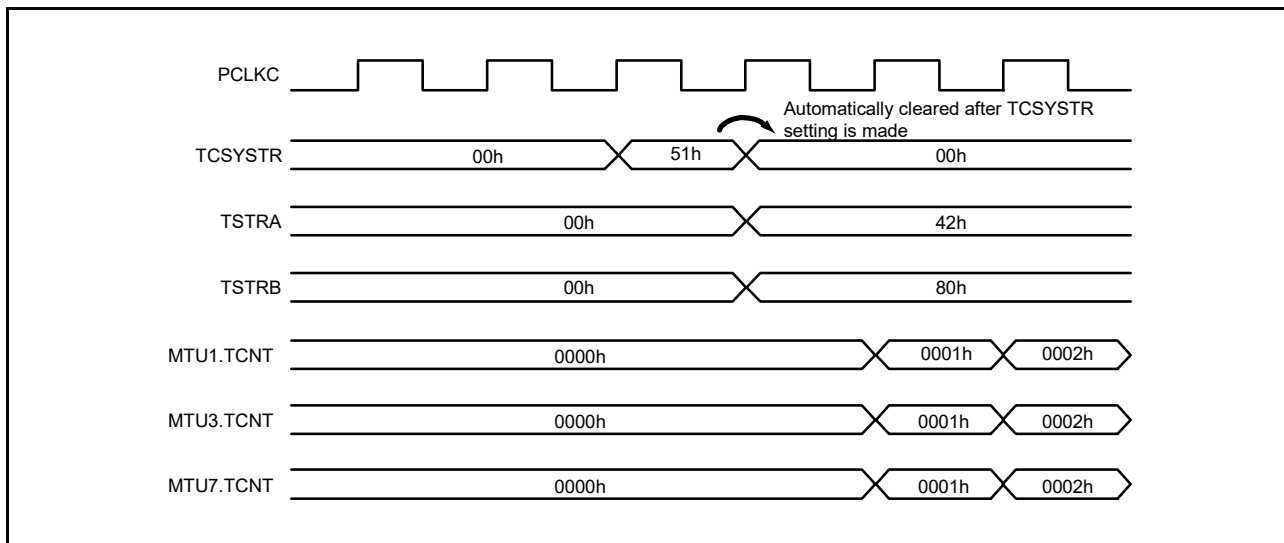 PCLKC
Automatically cleared after TCSYSTR
setting is made
TCSYSTR 00h 51h 00h
TSTRA 00h 42h
TSTRB 00h 80h
MTU1.TCNT 0000h 0001h 0002h
MTU3.TCNT 0000h 0001h 0002h
MTU7.TCNT 0000h 0001h 0002h